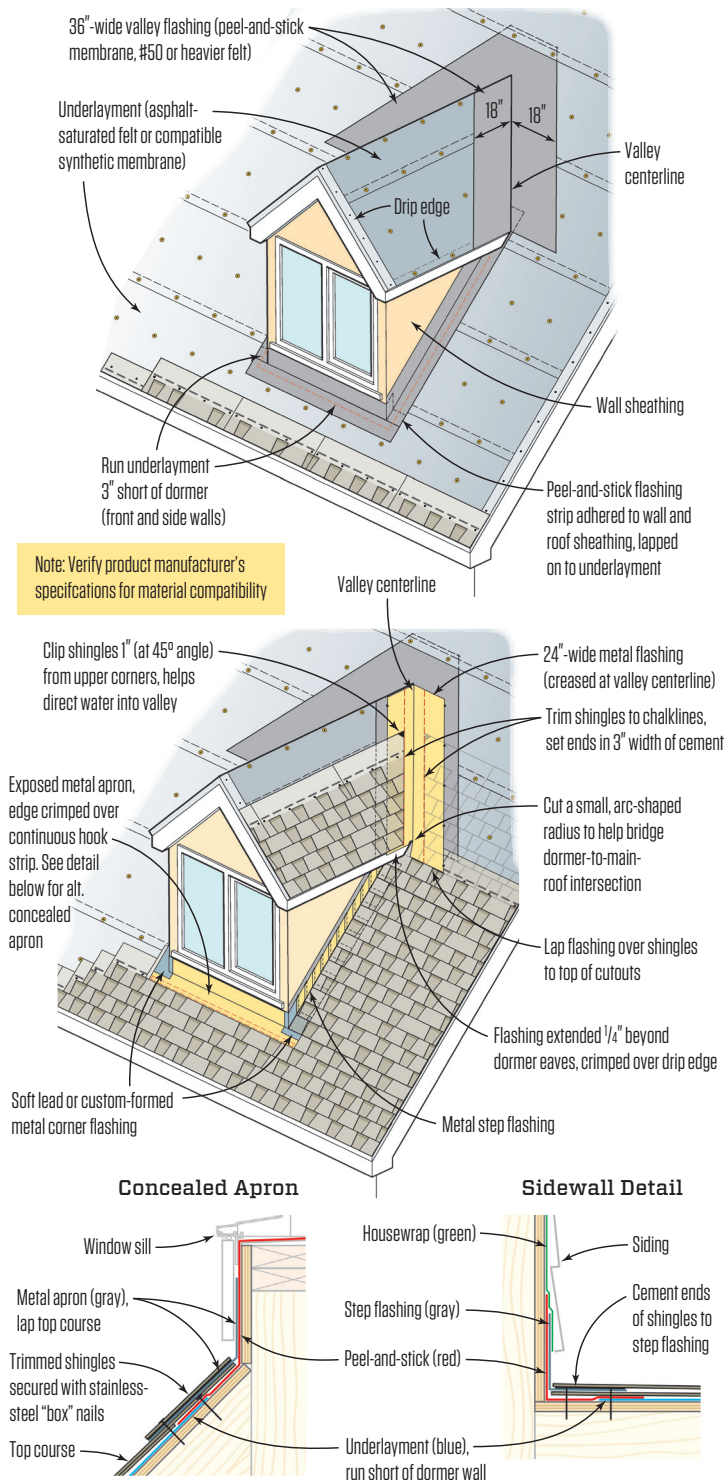 36"-wide valley flashing (peel-and-stick
membrane, #50 or heavier felt)
Underlayment (asphalt-
saturated felt or compatible
synthetic membrane)
18"
18"
Valley
centerline
Drip edge
Wall sheathing
Run underlayment
3" short of dormer
(front and side walls)
Peel-and-stick flashing
strip adhered to wall and
roof sheathing, lapped
on to underlayment
Note: Verify product manufacturer's
specifcations for material compatibility
Valley centerline
Clip shingles 1" (at 45º angle)
from upper corners, helps
direct water into valley
24"-wide metal flashing
(creased at valley centerline)
Trim shingles to chalklines,
set ends in 3" width of cement
Exposed metal apron,
edge crimped over
continuous hook
strip. See detail
below for alt.
concealed
apron
Cut a small, arc-shaped
radius to help bridge
dormer-to-main-
roof intersection
Lap flashing over shingles
to top of cutouts
Flashing extended 1/4" beyond
dormer eaves, crimped over drip edge
Soft lead or custom-formed
metal corner flashing
Metal step flashing
Concealed Apron
Window sill
Metal apron (gray),
lap top course
Trimmed shingles
secured with stainless-
steel "box" nails
Top course
Sidewall Detail
Housewrap (green)
Siding
Step flashing (gray)
Cement ends
of shingles to
step flashing
Peel-and-stick (red)
Underlayment (blue),
run short of dormer wall